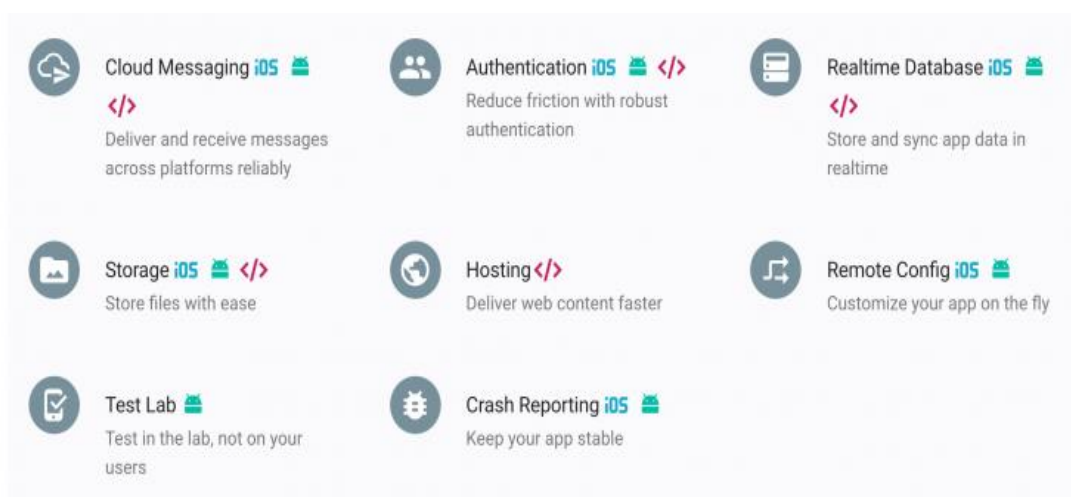 Cloud Messaging iOS
</>
Deliver and receive messages
across platforms reliably
Authentication iOS </>
Reduce friction with robust
authentication
Realtime Database iOS
</>
Store and sync app data in
realtime
Storage iOS </>
Store files with ease
Hosting </>
Deliver web content faster
Remote Config iOS
Customize your app on the fly
Test Lab
Test in the lab, not on your
users
Crash Reporting iOS
Keep your app stable